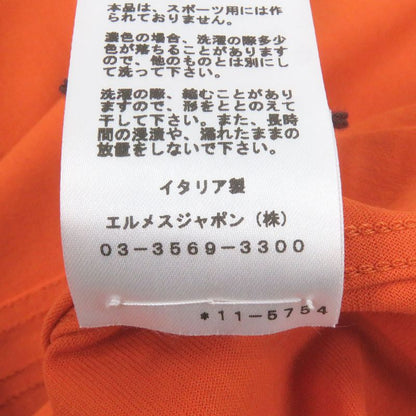 本品は、スポーツ用には作
られておりません。
濃色の場合、洗濯の際多少
色が落ちることがあります
ので、他のものとは別にし
て洗って下さい。
洗濯の際、縮むことがあり
ますので、形をととのえて
干して下さい。また、長時
間の浸漬や、濡れたままの
放置をしないで下さい。
イタリア製
エルメスジャポン（株）
03-3569-3300
*11-5754